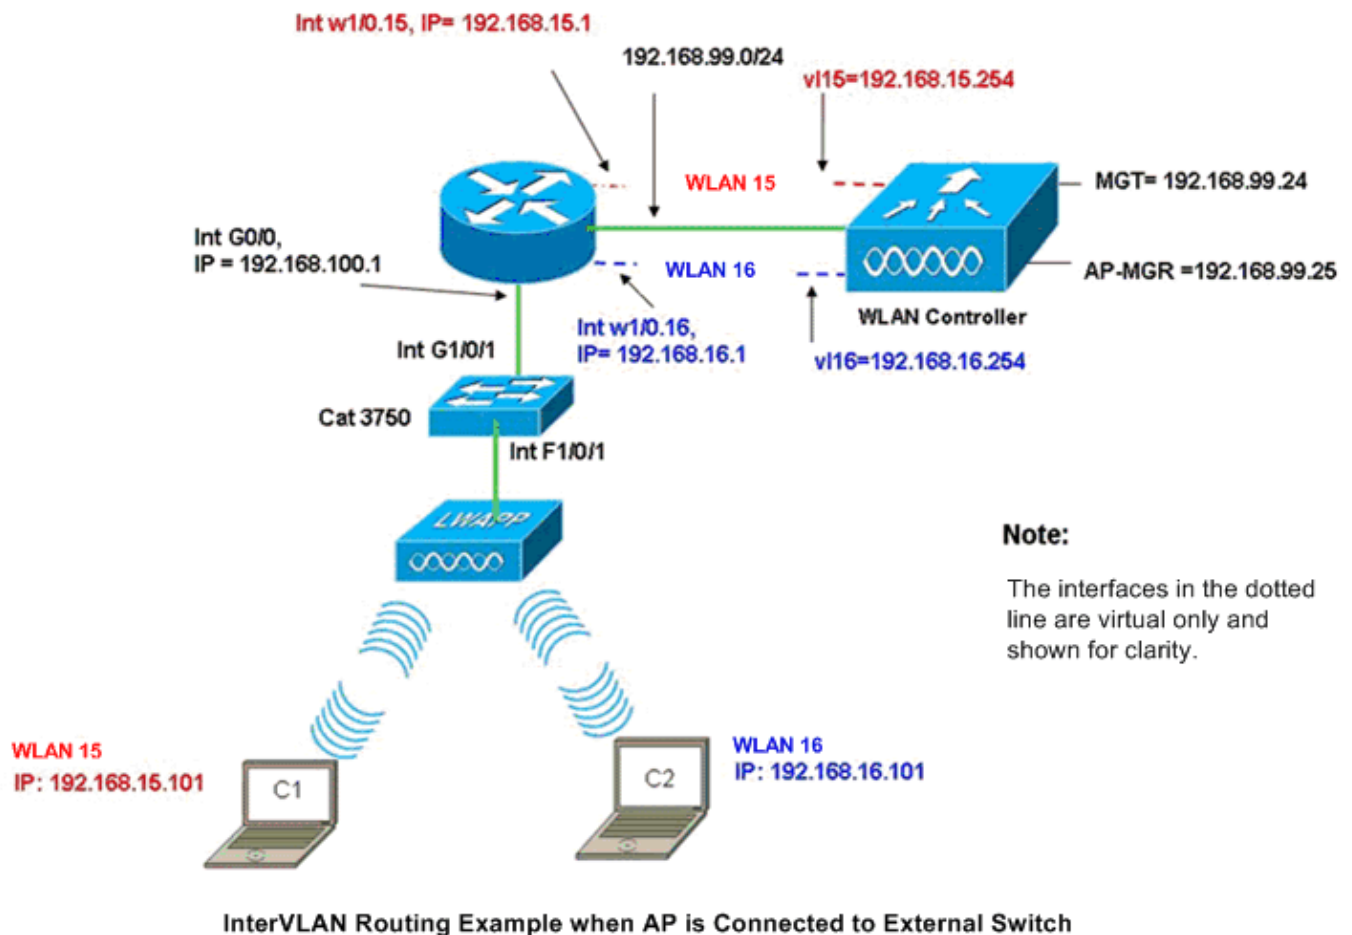 Int w1/0.15, IP= 192.168.15.1
192.168.99.0/24
vl15=192.168.15.254
WLAN 15
MGT= 192.168.99.24
Int G0/0,
IP = 192.168.100.1
WLAN 16
AP-MGR =192.168.99.25
WLAN Controller
Int w1/0.16,
IP= 192.168.16.1
vl16=192.168.16.254
Int G1/0/1
Cat 3750
Int F1/0/1
LWAPP
Note:
The interfaces in the dotted
line are virtual only and
shown for clarity.
WLAN 15
IP: 192.168.15.101
C1
WLAN 16
IP: 192.168.16.101
C2
InterVLAN Routing Example when AP is Connected to External Switch